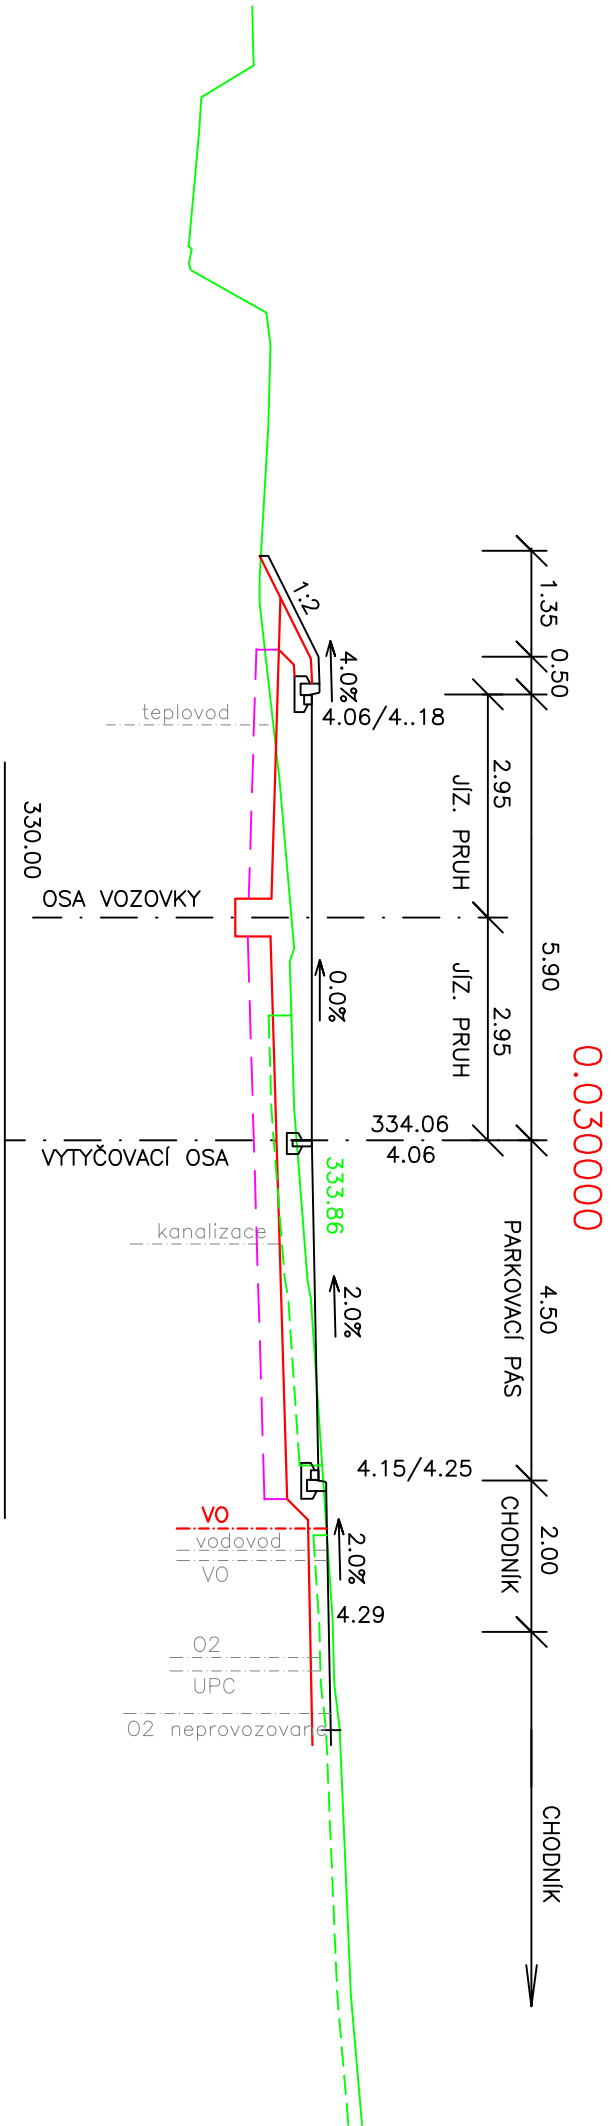 0.030000
1.35
0.50
5.90
4.50
2.00
2.95
2.95
JÍZ. PRUH
JÍZ. PRUH
PARKOVACÍ PÁS
CHODNÍK
CHODNÍK
1:2
4.0%
4.06/4..18
0.0%
334.06
4.06
333.86
2.0%
4.15/4.25
2.0%
4.29
teplovod
330.00
OSA VOZOVKY
VYTYČOVACÍ OSA
kanalizace
VO
vodovod
VO
O2
UPC
O2 neprovozované